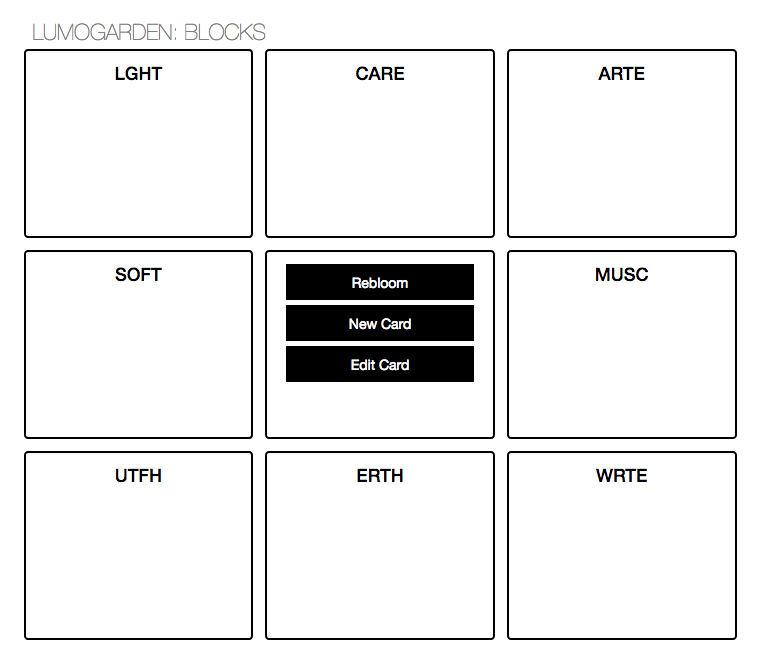 LUMOGARDEN: BLOCKS
LGHT
CARE
ARTE
SOFT
Rebloom
New Card
Edit Card
MUSC
UTFH
ERTH
WRTE